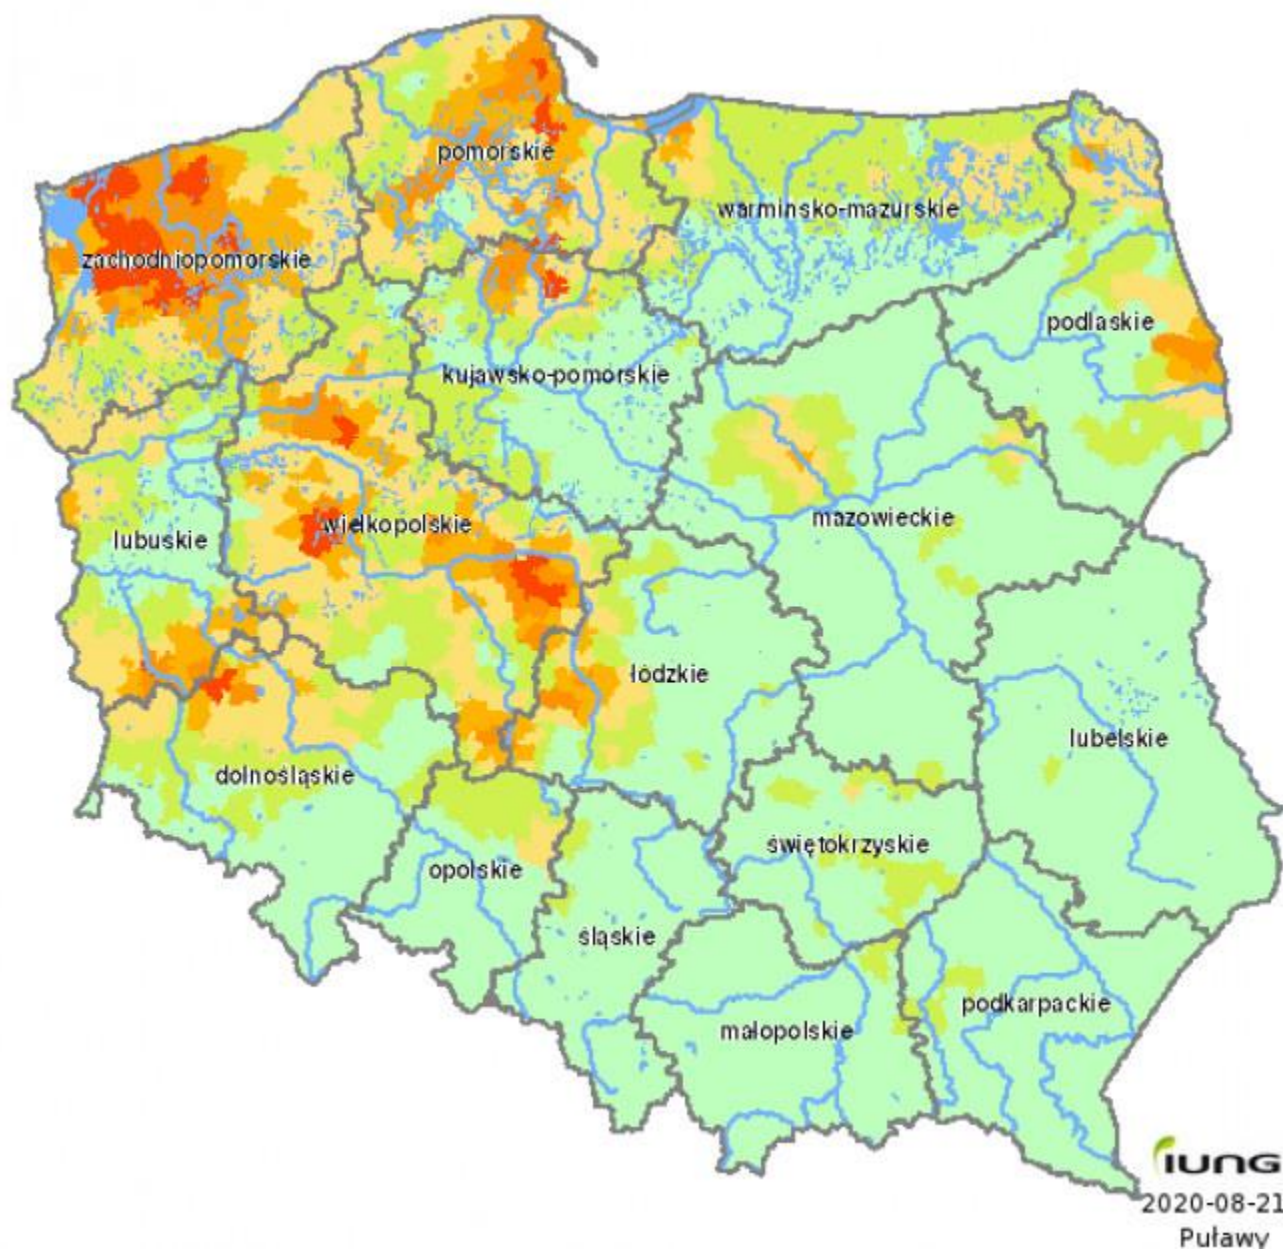 pomorskie
warmińsko-mazurskie
zachodniopomorskie
podlaskie
kujawsko-pomorskie
mazowieckie
wielkopolskie
lubuskie
łódzkie
lubelskie
dolnośląskie
świętokrzyskie
opolskie
śląskie
podkarpackie
małopolskie
IUNG
2020-08-21
Puławy